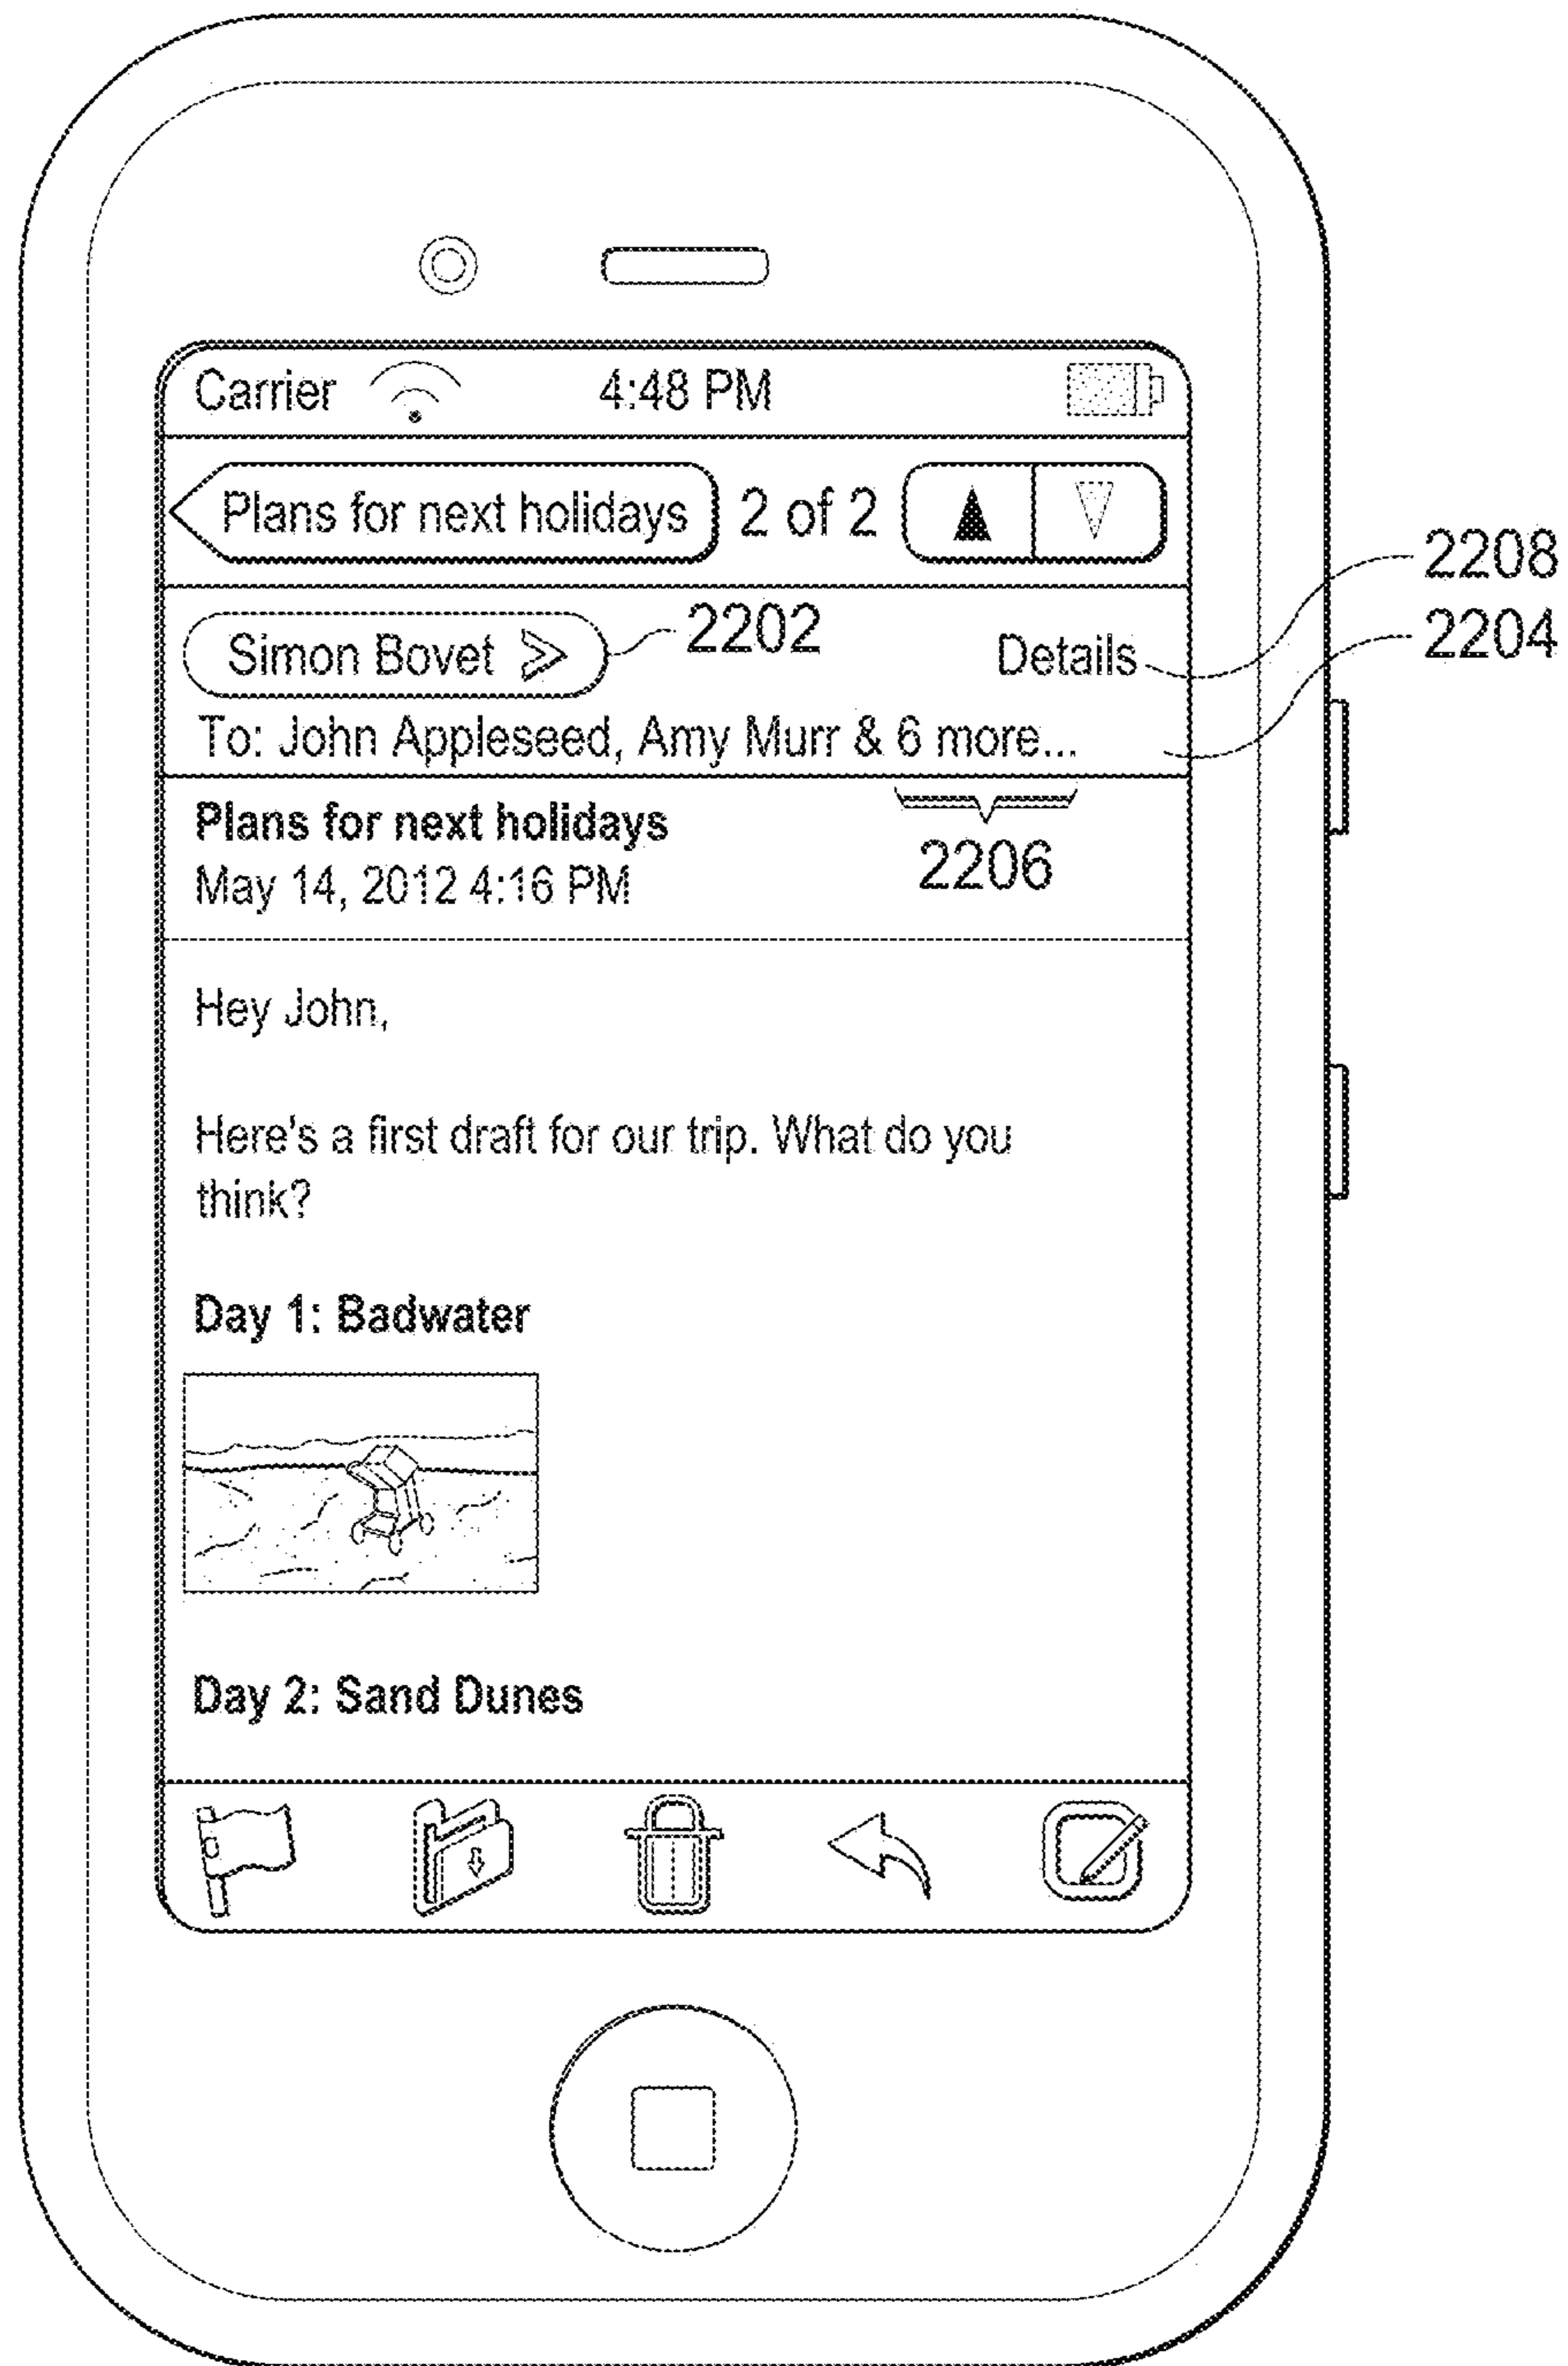 Carrier 4:48 PM
Plans for next holidays 2 of 2
2208
Simon Bovet 2202 Details
2204
To: John Appleseed, Amy Murr & 6 more...
Plans for next holidays
2206
May 14, 2012 4:16 PM
Hey John,
Here's a first draft for our trip. What do you
think?
Day 1: Badwater
Day 2: Sand Dunes